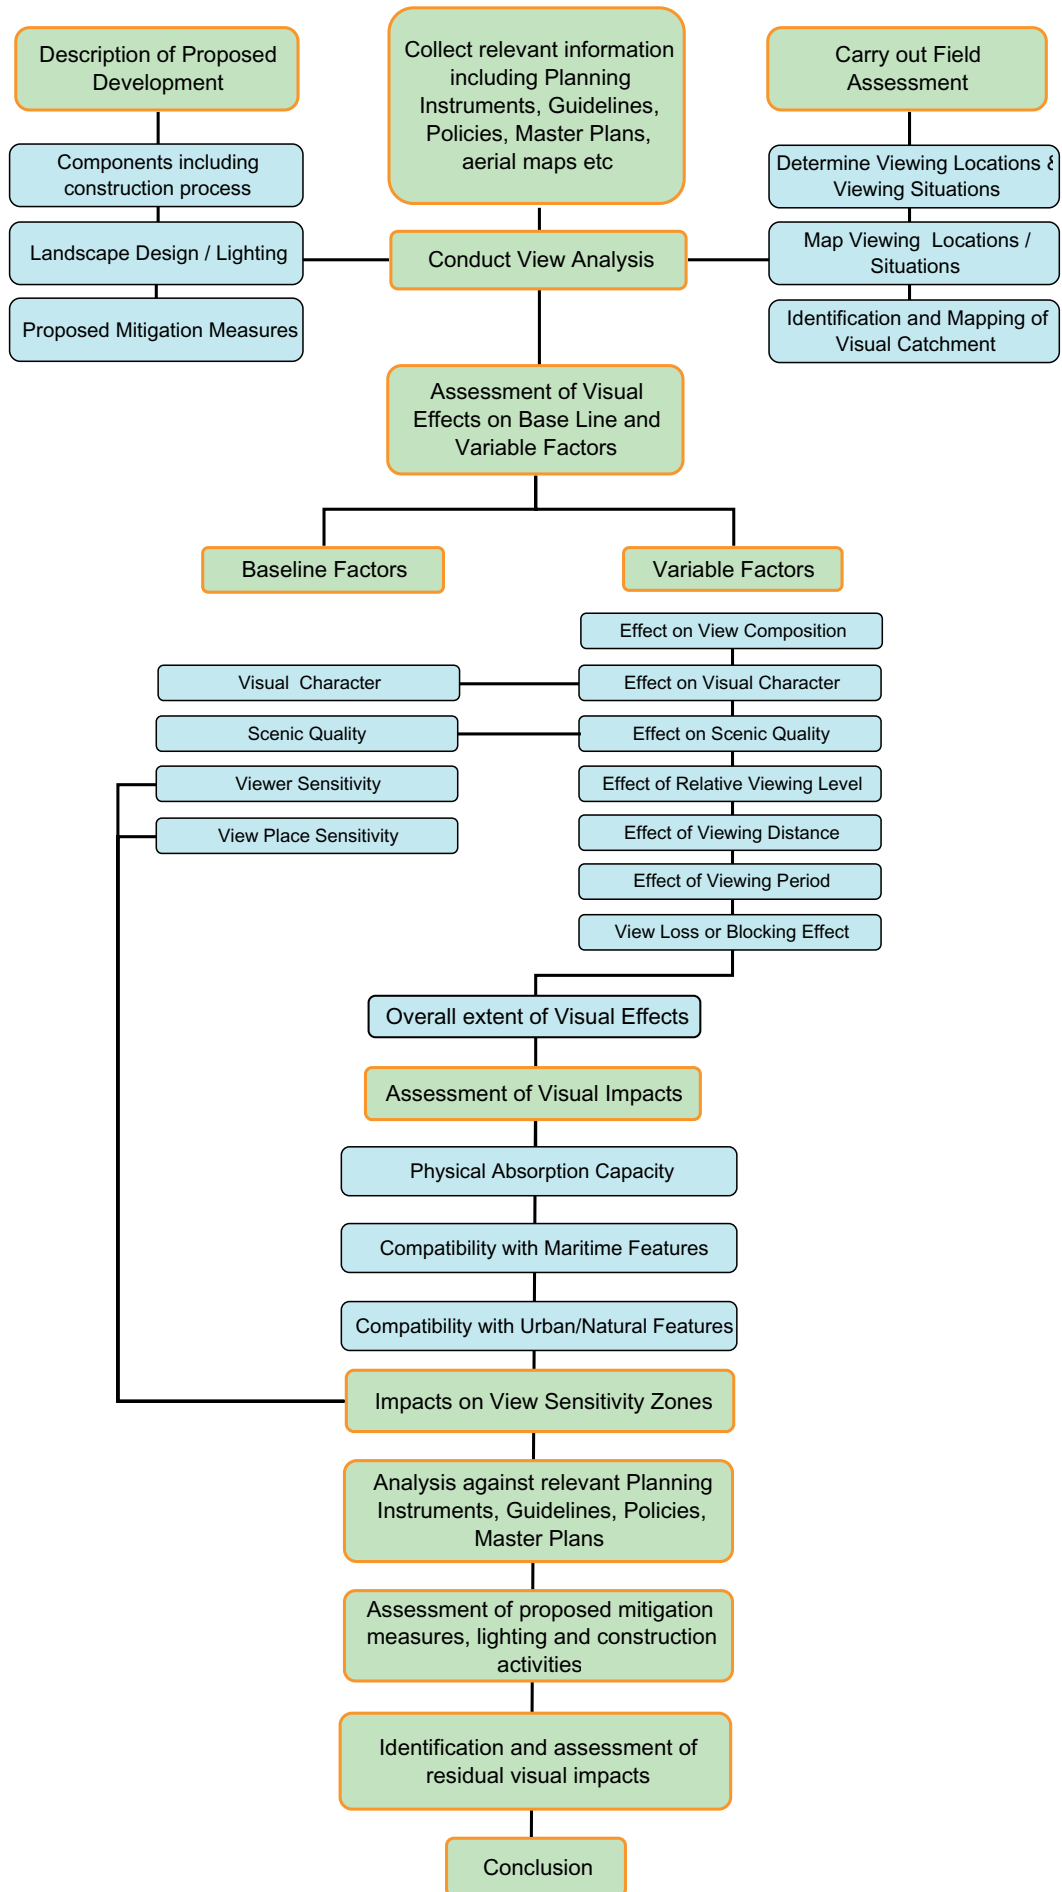 Description of Proposed
Development
Collect relevant information
including Planning
Instruments, Guidelines,
Policies, Master Plans,
aerial maps etc
Carry out Field
Assessment
Components including
construction process
Determine Viewing Locations &
Viewing Situations
Landscape Design / Lighting
Conduct View Analysis
Map Viewing Locations /
Situations
Proposed Mitigation Measures
Identification and Mapping of
Visual Catchment
Assessment of Visual
Effects on Base Line and
Variable Factors
Baseline Factors
Variable Factors
Effect on View Composition
Visual Character
Effect on Visual Character
Scenic Quality
Effect on Scenic Quality
Viewer Sensitivity
Effect of Relative Viewing Level
View Place Sensitivity
Effect of Viewing Distance
Effect of Viewing Period
View Loss or Blocking Effect
Overall extent of Visual Effects
Assessment of Visual Impacts
Physical Absorption Capacity
Compatibility with Maritime Features
Compatibility with Urban/Natural Features
Impacts on View Sensitivity Zones
Analysis against relevant Planning
Instruments, Guidelines, Policies,
Master Plans
Assessment of proposed mitigation
measures, lighting and construction
activities
Identification and assessment of
residual visual impacts
Conclusion